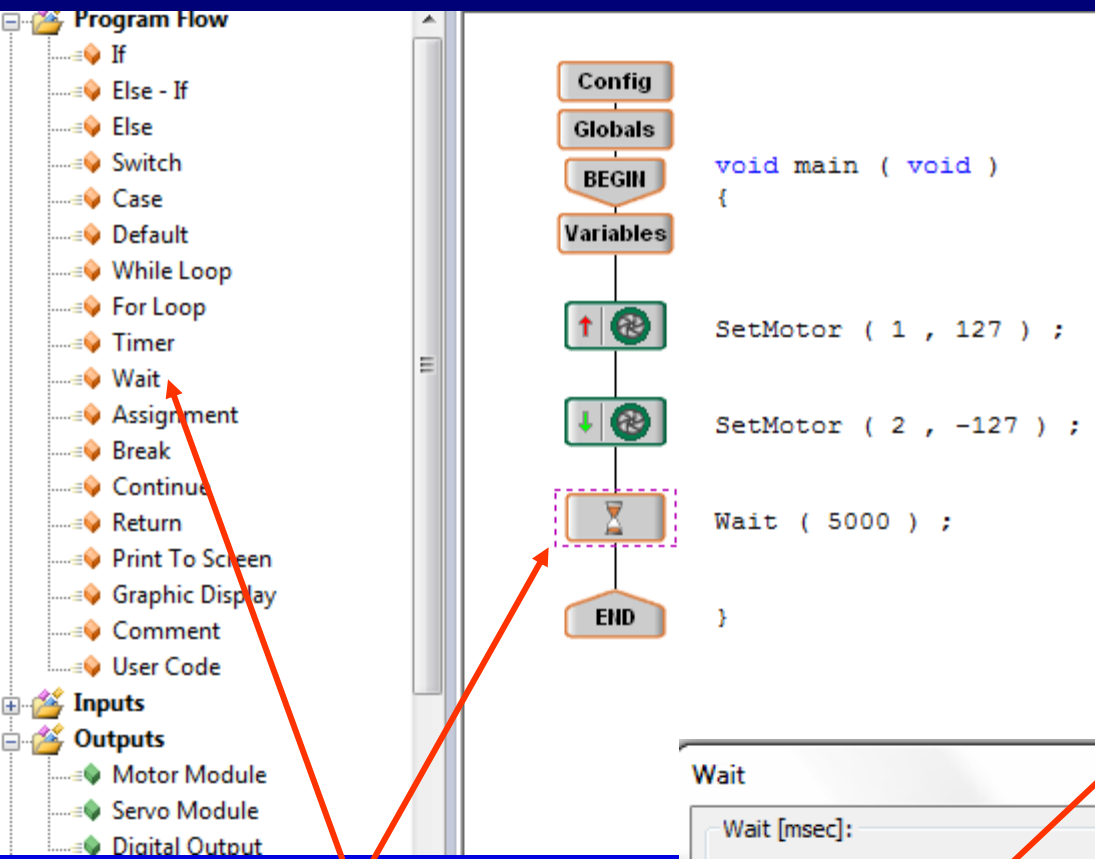 Program Flow
If
Else - If
Else
Switch
Case
Default
While Loop
For Loop
Timer
Wait
Assignment
Break
Continue
Return
Print To Screen
Graphic Display
Comment
User Code
Inputs
Outputs
Motor Module
Servo Module
Digital Output
Config
Globals
BEGIN
void main ( void )
{
Variables
SetMotor ( 1 , 127 ) ;
SetMotor ( 2 , -127 ) ;
Wait ( 5000 ) ;
END
}
Wait
Wait [msec]: